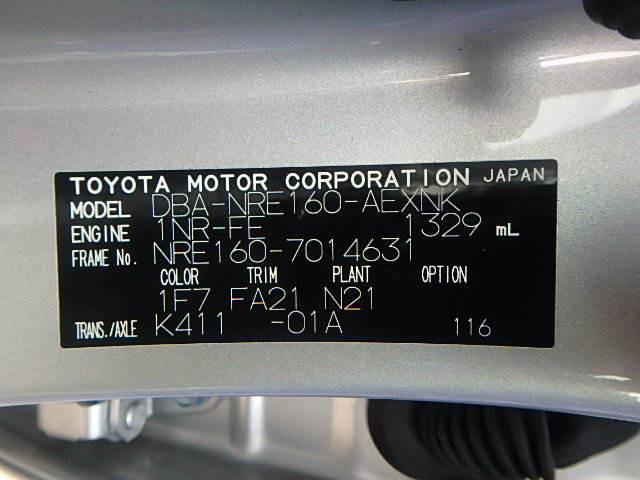 TOYOTA MOTOR CORPORATION JAPAN
MODEL DBA-NRE160-AEXNK
ENGINE 1NR-FE 1329 mL
FRAME No. NRE160-7014631
COLOR TRIM PLANT OPTION
1F7 FA21 N21
TRANS./AXLE K411 -01A 116